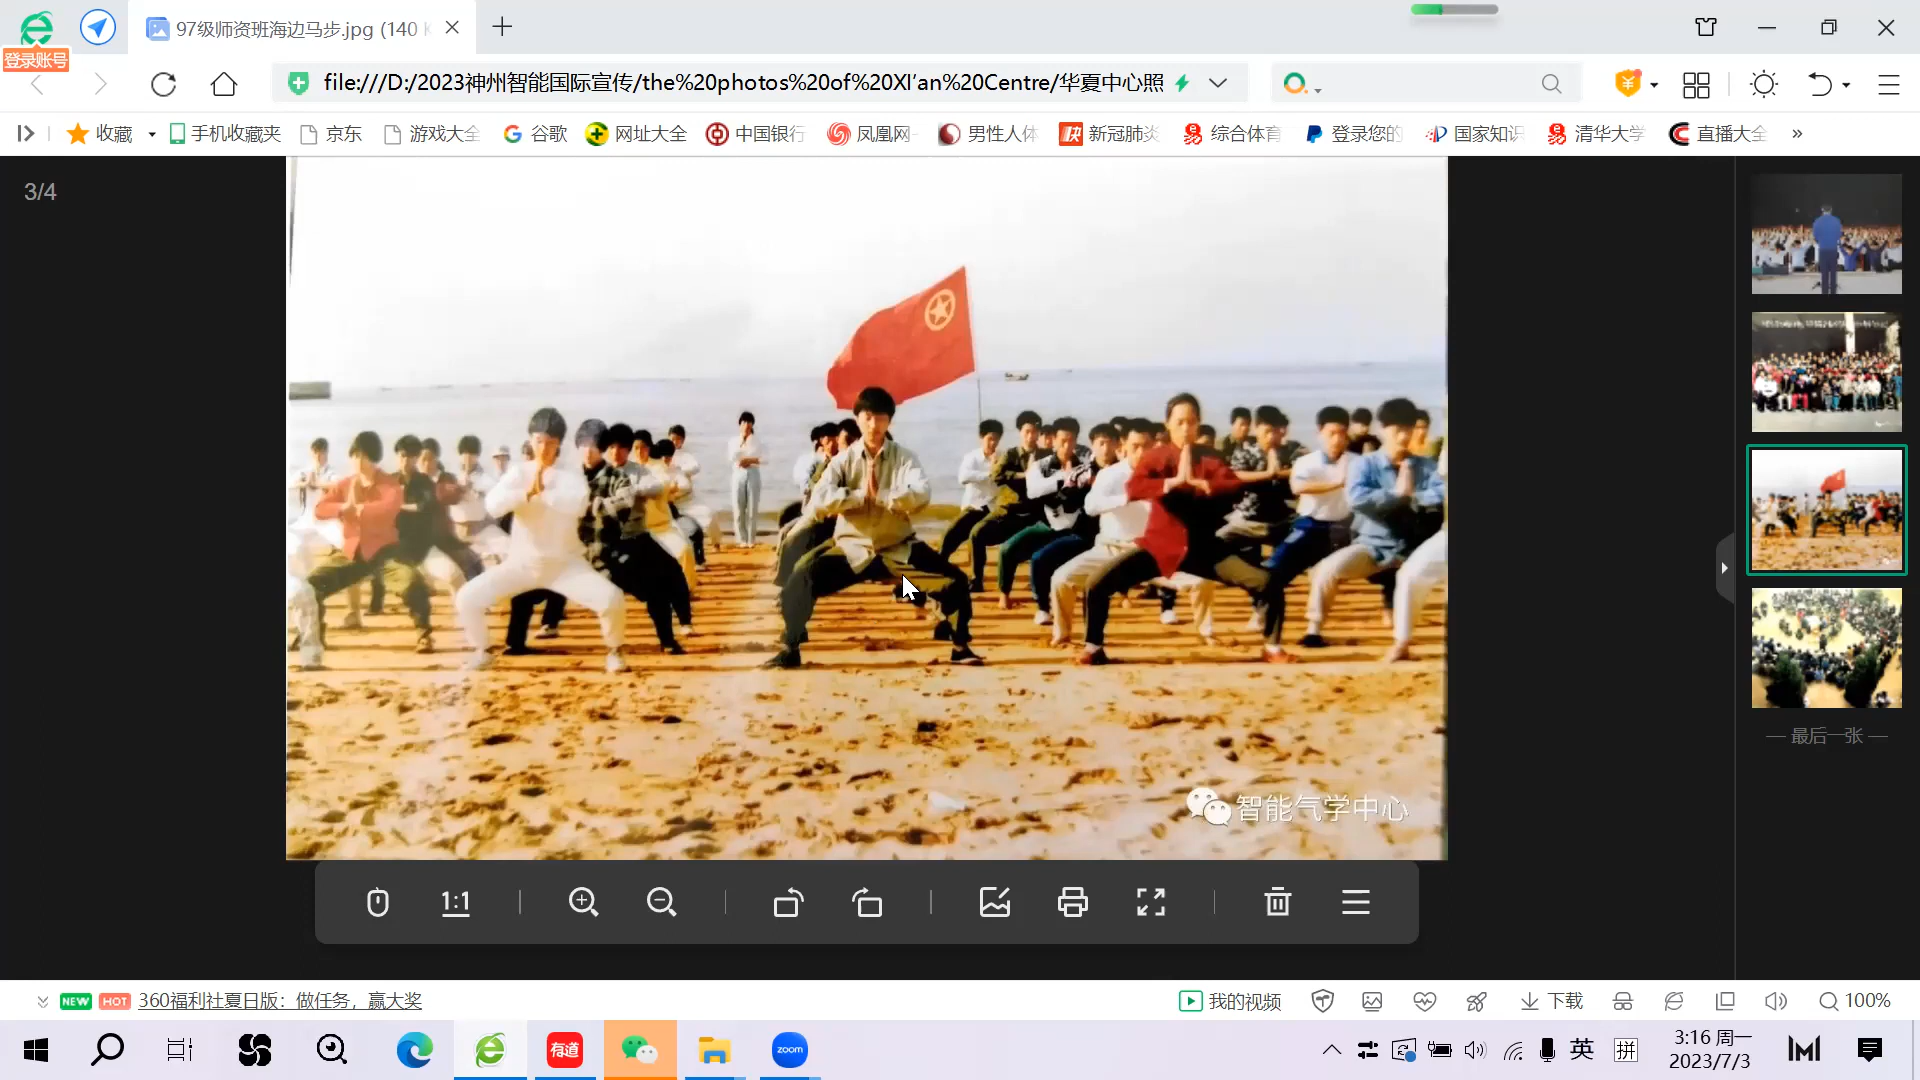 登录账号
97级师资班海边马步.jpg (140
file:///D:/2023神州智能国际宣传/the%20photos%20of%20XI'an%20Centre/华夏中心照
收藏
手机收藏夹
京东
游戏大全
谷歌
网址大全
中国银行
凤凰网
男性人体
新冠肺炎
综合体育
登录您的
国家知识
清华大学
直播大全
3/4
智能气学中心
最后一张
1:1
NEW HOT 360福利社夏日版：做任务，赢大奖
我的视频
下载
100%
有道
zoom
英
拼
3:16 周一
2023/7/3